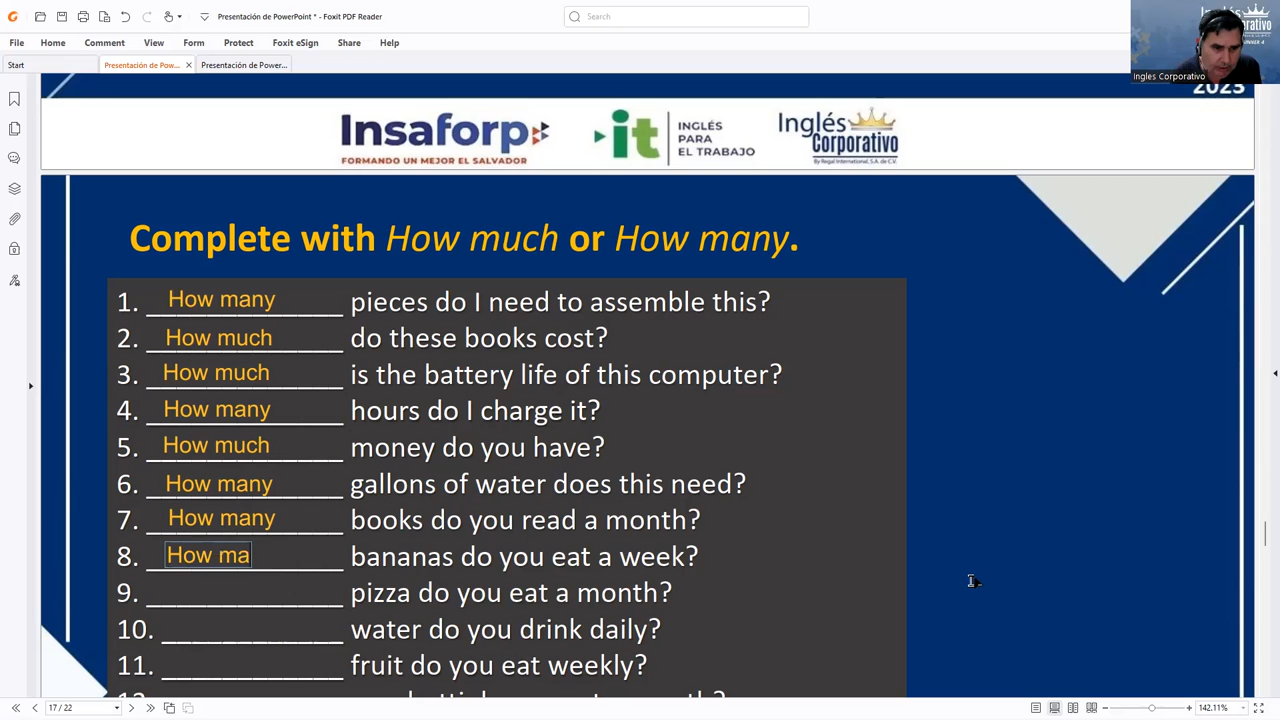 Presentación de PowerPoint * - Foxit PDF Reader
Search
File Home Comment View Form Protect Foxit eSign Share Help
Start Presentación de Pow... × Presentación de Power...
Ingles Corporativo
2023
Insaforp
FORMANDO UN MEJOR EL SALVADOR
it INGLÉS PARA EL TRABAJO
Inglés Corporativo
By Regal International, S.A. de C.V.
Complete with How much or How many.
1. How many pieces do I need to assemble this?
2. How much do these books cost?
3. How much is the battery life of this computer?
4. How many hours do I charge it?
5. How much money do you have?
6. How many gallons of water does this need?
7. How many books do you read a month?
8. How ma bananas do you eat a week?
9. ______________ pizza do you eat a month?
10. _____________ water do you drink daily?
11. _____________ fruit do you eat weekly?
17 / 22
142.11%